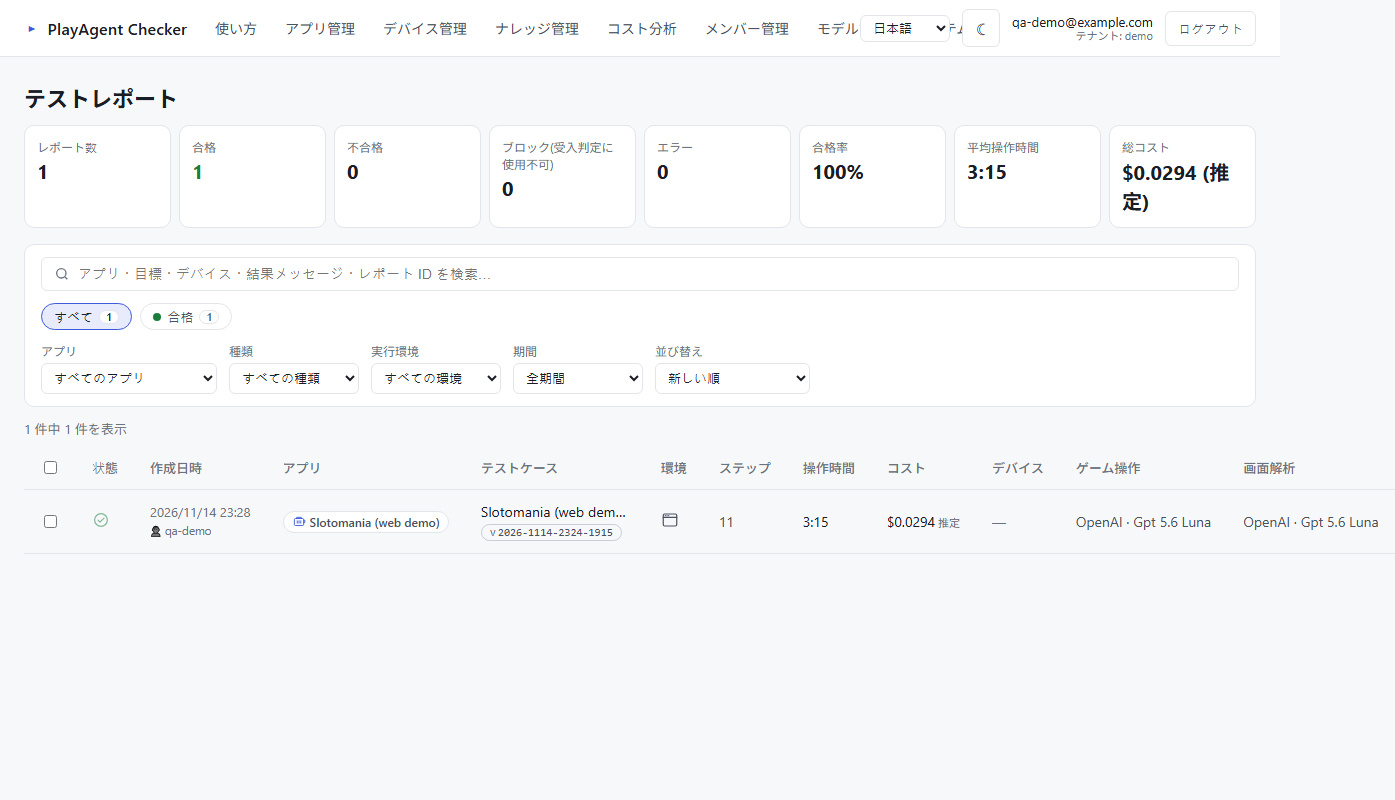 PlayAgent Checker
使い方
アプリ管理
デバイス管理
ナレッジ管理
コスト分析
メンバー管理
モデル
日本語
qa-demo@example.com
テナント: demo
ログアウト
テストレポート
レポート数
1
合格
1
不合格
0
ブロック(受入判定に
使用不可)
0
エラー
0
合格率
100%
平均操作時間
3:15
総コスト
$0.0294 (推
定)
アプリ・目標・デバイス・結果メッセージ・レポート ID を検索...
すべて 1
合格 1
アプリ
種類
実行環境
期間
並び替え
すべてのアプリ
すべての種類
すべての環境
全期間
新しい順
1 件中 1 件を表示
状態
作成日時
アプリ
テストケース
環境
ステップ
操作時間
コスト
デバイス
ゲーム操作
画面解析
2026/11/14 23:28
qa-demo
Slotomania (web demo)
Slotomania (web dem...
v 2026-1114-2324-1915
11
3:15
$0.0294 推定
—
OpenAI · Gpt 5.6 Luna
OpenAI · Gpt 5.6 Luna